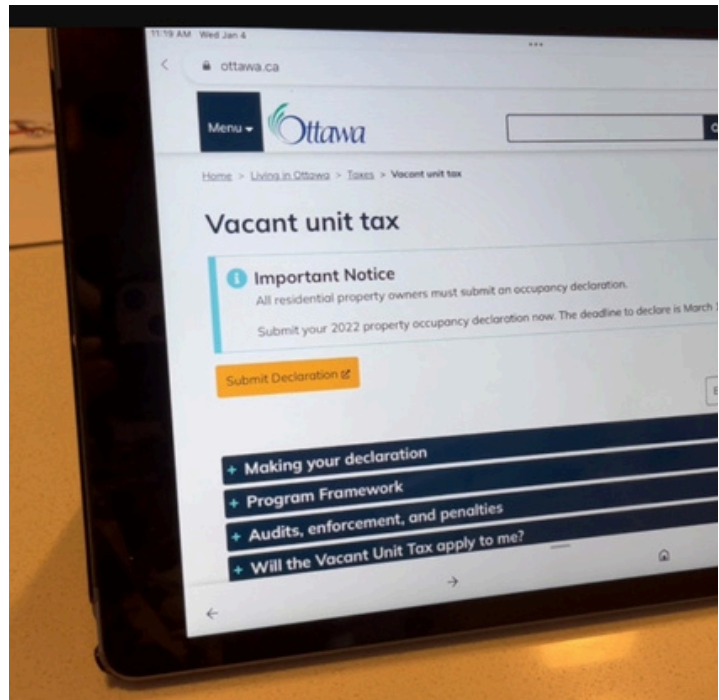 11:19 AM Wed Jan 4
ottawa.ca
Menu
Ottawa
Home > Living in Ottawa > Taxes > Vacant unit tax
Vacant unit tax
Important Notice
All residential property owners must submit an occupancy declaration.
Submit your 2022 property occupancy declaration now. The deadline to declare is March
Submit Declaration
+ Making your declaration
+ Program Framework
+ Audits, enforcement, and penalties
+ Will the Vacant Unit Tax apply to me?